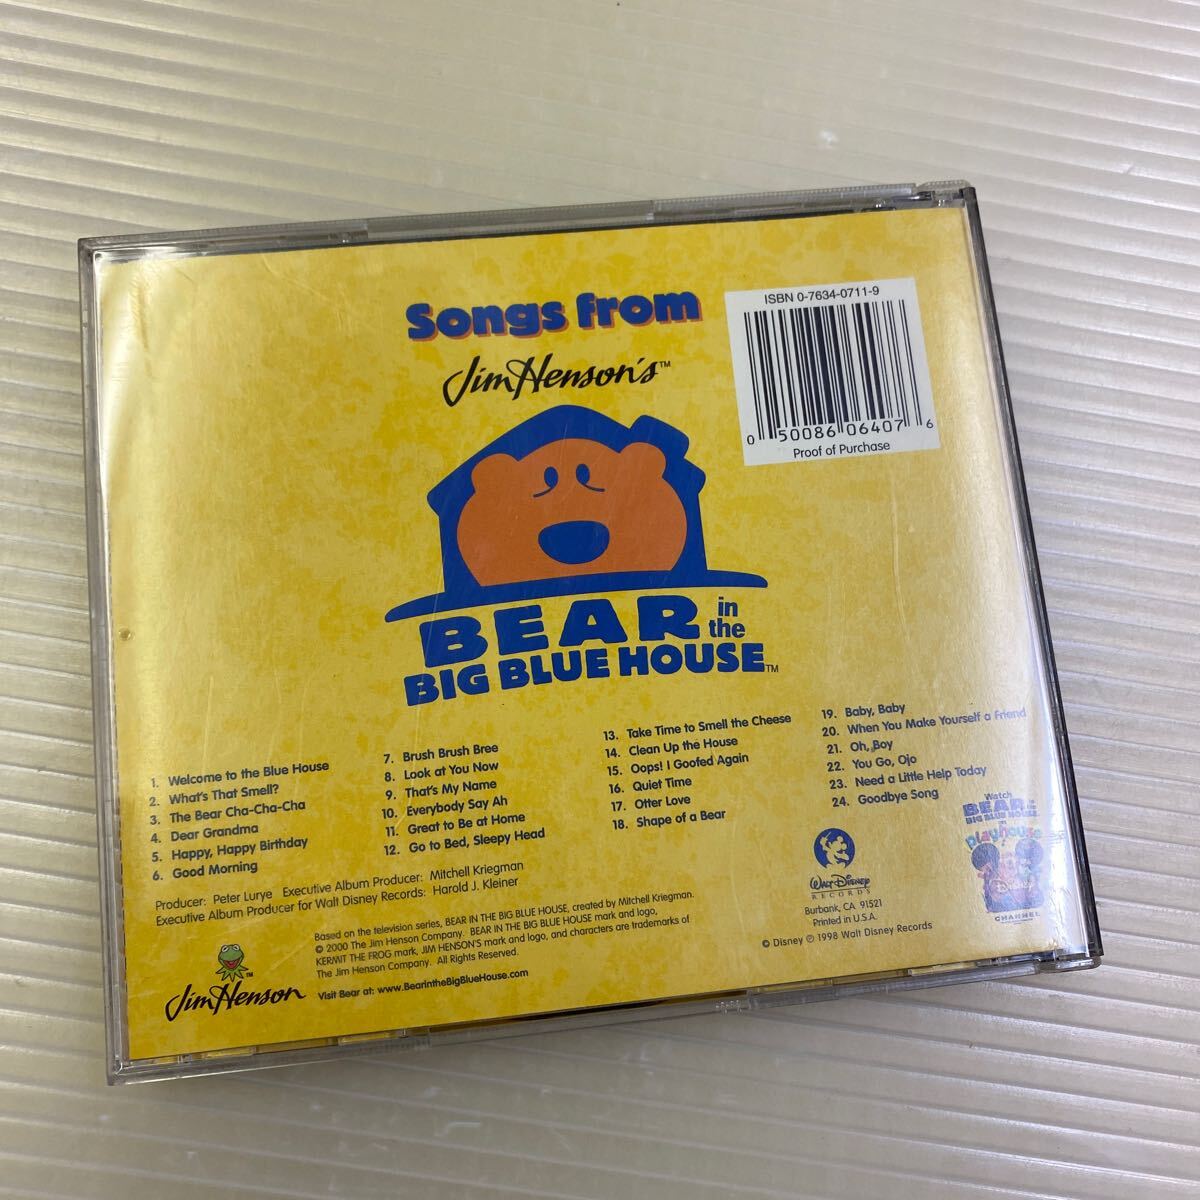 Songs from
Jim Henson's™
BEAR in the
BIG BLUE HOUSE™
ISBN 0-7634-0711-9
0 50086 06407 6
Proof of Purchase
1. Welcome to the Blue House
2. What's That Smell?
3. The Bear Cha-Cha-Cha
4. Dear Grandma
5. Happy, Happy Birthday
6. Good Morning
7. Brush Brush Bree
8. Look at You Now
9. That's My Name
10. Everybody Say Ah
11. Great to Be at Home
12. Go to Bed, Sleepy Head
13. Take Time to Smell the Cheese
14. Clean Up the House
15. Oops! I Goofed Again
16. Quiet Time
17. Otter Love
18. Shape of a Bear
19. Baby, Baby
20. When You Make Yourself a Friend
21. Oh, Boy
22. You Go, Ojo
23. Need a Little Help Today
24. Goodbye Song
Producer: Peter Lurye Executive Album Producer: Mitchell Kriegman
Executive Album Producer for Walt Disney Records: Harold J. Kleiner
Based on the television series, BEAR IN THE BIG BLUE HOUSE, created by Mitchell Kriegman.
© 2000 The Jim Henson Company. BEAR IN THE BIG BLUE HOUSE mark and logo,
KERMIT THE FROG mark, JIM HENSON'S mark and logo, and characters are trademarks of
The Jim Henson Company. All Rights Reserved.
Visit Bear at: www.BearintheBigBlueHouse.com
™
Jim Henson
Walt Disney
RECORDS
Burbank, CA 91521
Printed in U.S.A.
© Disney ℗ 1998 Walt Disney Records
Watch
BEAR in the
BIG BLUE HOUSE
on
playhouse
Disney
CHANNEL